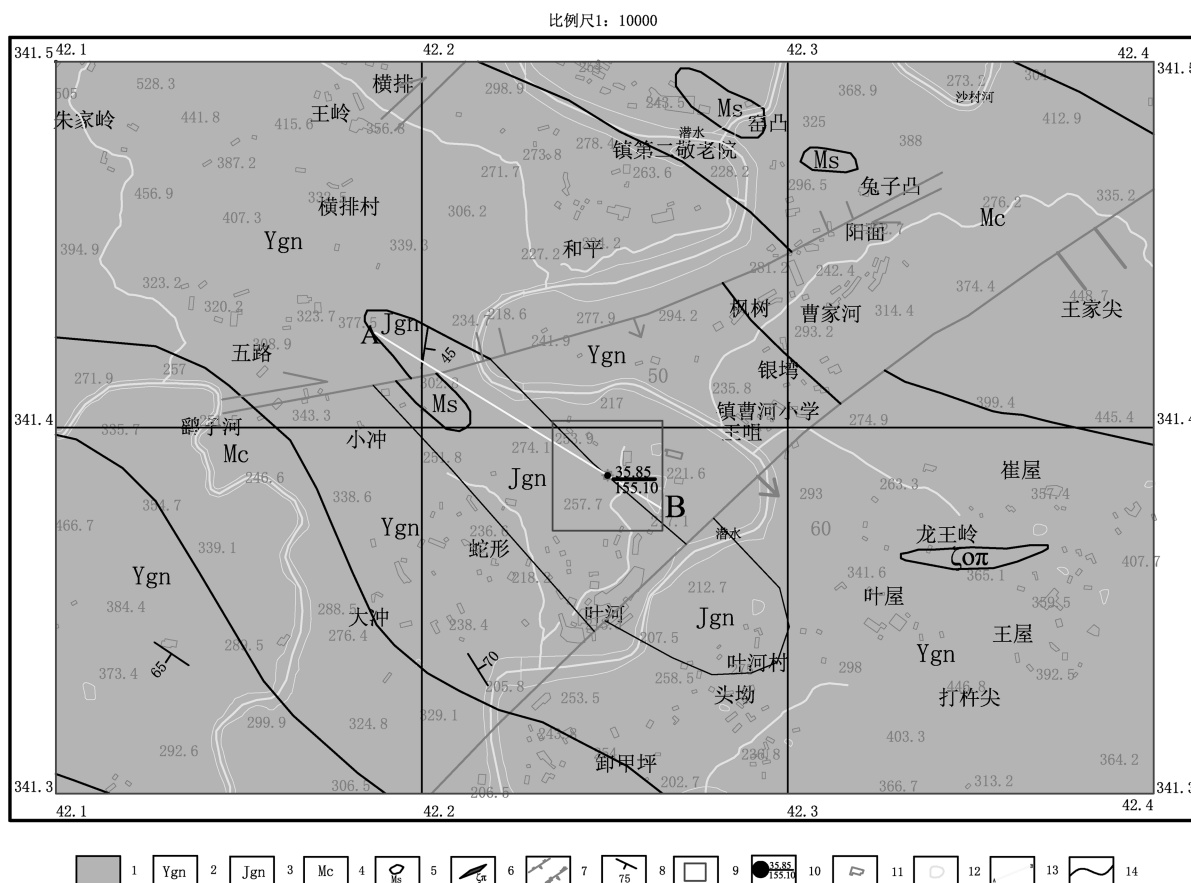 比例尺1: 10000
42.1 42.2 42.3 42.4
341.5 341.5
528.3 横排 298.9 243.5 Ms 273.2 304
505 441.8 王岭 368.9 沙村河
朱家岭 415.6 356.8 窑凸 325 412.9
潜水
387.2 273.8 278.4 镇第二敬老院 388
Ms
271.7 263.6 228.2
456.9 332.5 296.5 兔子凸 335.2
横排村 276.2
407.3 306.2 Mc
Ygn 339.3 和平 阳面
394.9 227.2 281.2 242.4
323.2 374.4 448.7
320.2 323.7 377.5 Jgn 234.7 218.6 277.9 294.2 枫树 曹家河 314.4 王家尖
A 241.9 293.2
五路 308.9 45 Ygn
257 302.8 50 银塆
271.9 Ms 235.8 399.4
343.3 217 镇曹河小学 274.9 445.4
341.4 335.7 鹞子河 小冲 253.9 王咀 341.4
Mc 251.8 274.1
246.6 Jgn 35.85 221.6 崔屋
338.6 155.10 293 263.3 357.4
354.7 257.7 B
466.7 Ygn 236.6 潜水 60 龙王岭
339.1 蛇形 ζοπ 407.7
Ygn 218.2 341.6 365.1
384.4 288.5 212.7 叶屋 359.5
大冲 238.4 叶河 Jgn
276.4 207.5 王屋
289.5 70 叶河村 Ygn
65 373.4 205.8 258.5 298 392.5
头坳 446.8
299.9 324.8 329.1 253.5 打杵尖
292.6 243.8 236.8 403.3
卸甲坪 364.2
306.5 206.5 202.7 366.7 313.2
341.3 341.3
42.1 42.2 42.3 42.4
1 Ygn 2 Jgn 3 Mc 4 Ms 5 ζπ 6 7 75 8 9 35.85 155.10 10 11 12 13 14